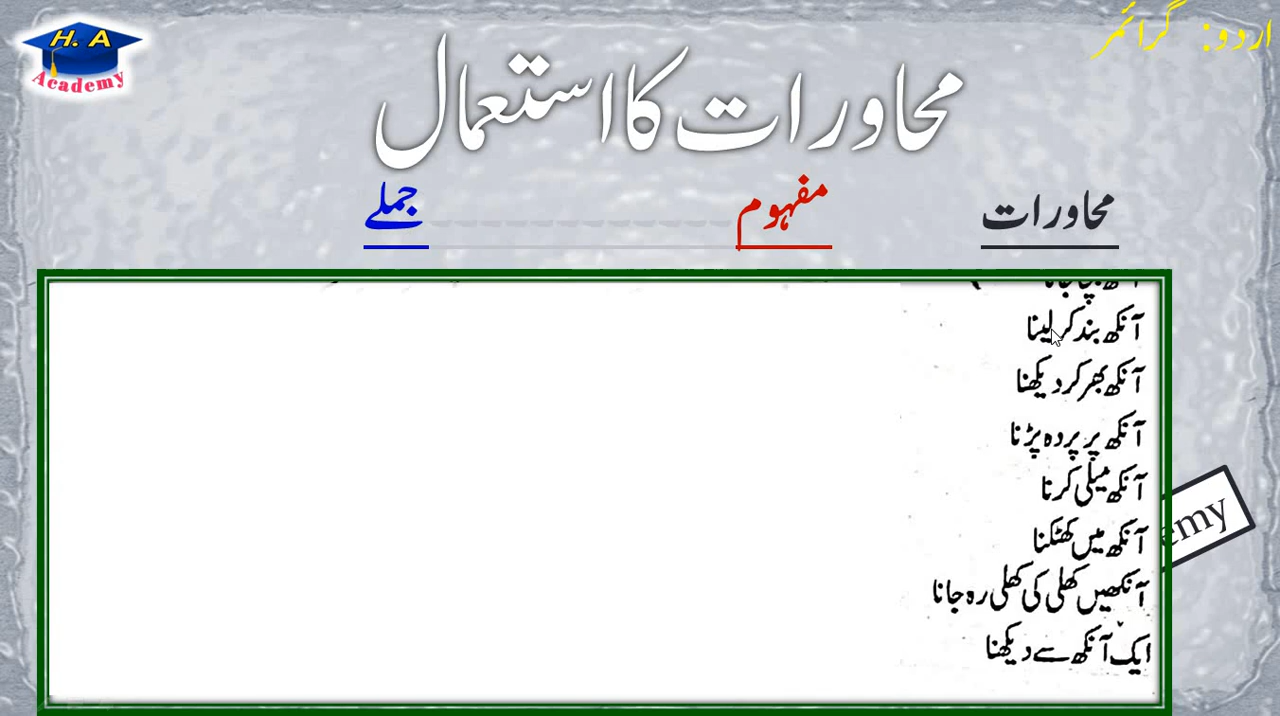 اردو: گرائمر
H. A
Academy
محاورات کا استعمال
محاورات مفہوم جملے
آنکھ بند کر لینا
آنکھ بھر کر دیکھنا
آنکھ پر پردہ پڑنا
آنکھ میلی کرنا
آنکھ میں کھٹکنا
آنکھیں کھلی کی کھلی رہ جانا
ایک آنکھ سے دیکھنا
emy